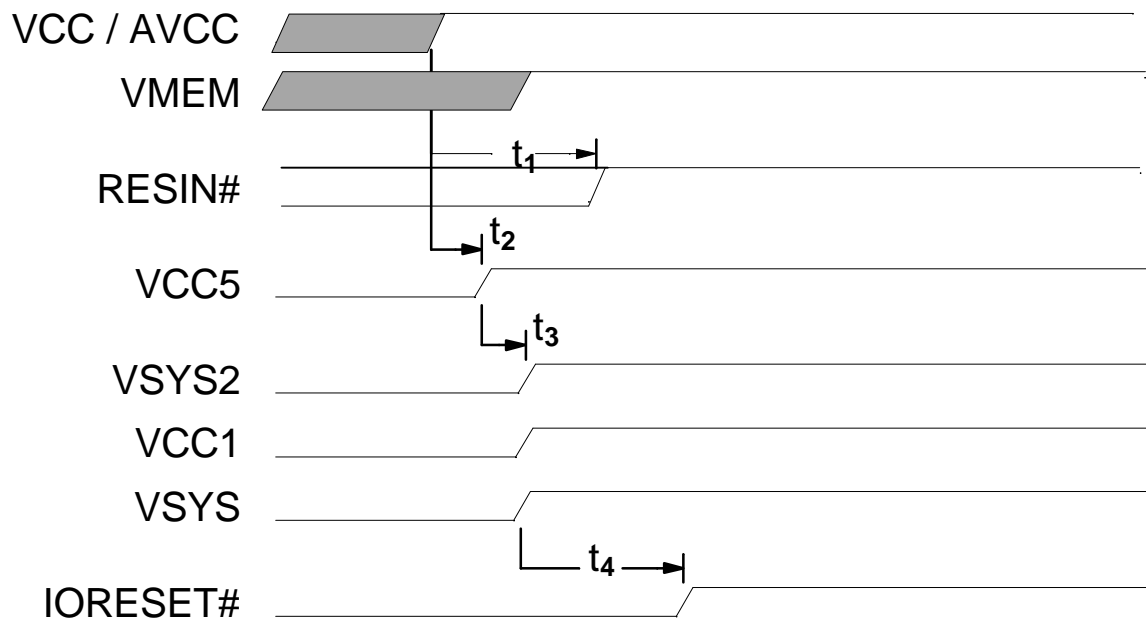 VCC / AVCC
VMEM
t1
RESIN#
t2
VCC5
t3
VSYS2
VCC1
VSYS
t4
IORESET#